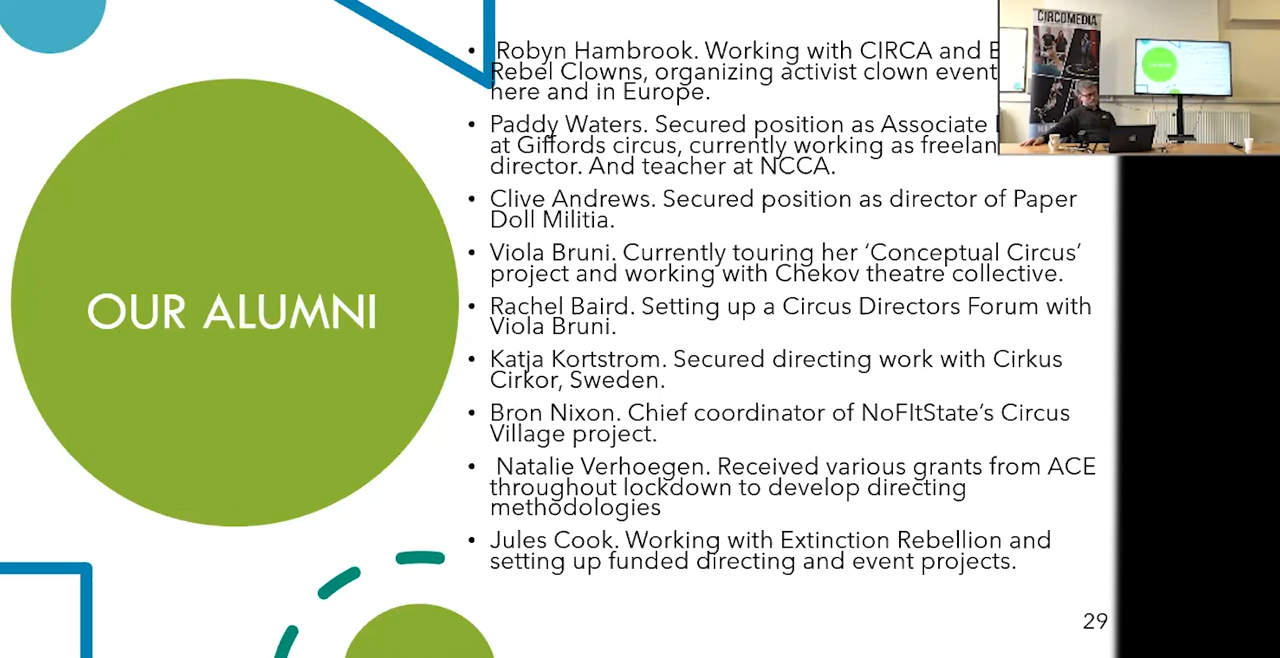 OUR ALUMNI
• Robyn Hambrook. Working with CIRCA and
Rebel Clowns, organizing activist clown event
here and in Europe.
• Paddy Waters. Secured position as Associate
at Giffords circus, currently working as freelan
director. And teacher at NCCA.
• Clive Andrews. Secured position as director of Paper
Doll Militia.
• Viola Bruni. Currently touring her ‘Conceptual Circus’
project and working with Chekov theatre collective.
• Rachel Baird. Setting up a Circus Directors Forum with
Viola Bruni.
• Katja Kortstrom. Secured directing work with Cirkus
Cirkor, Sweden.
• Bron Nixon. Chief coordinator of NoFItState’s Circus
Village project.
• Natalie Verhoegen. Received various grants from ACE
throughout lockdown to develop directing
methodologies
• Jules Cook. Working with Extinction Rebellion and
setting up funded directing and event projects.
29
CIRCOMEDIA